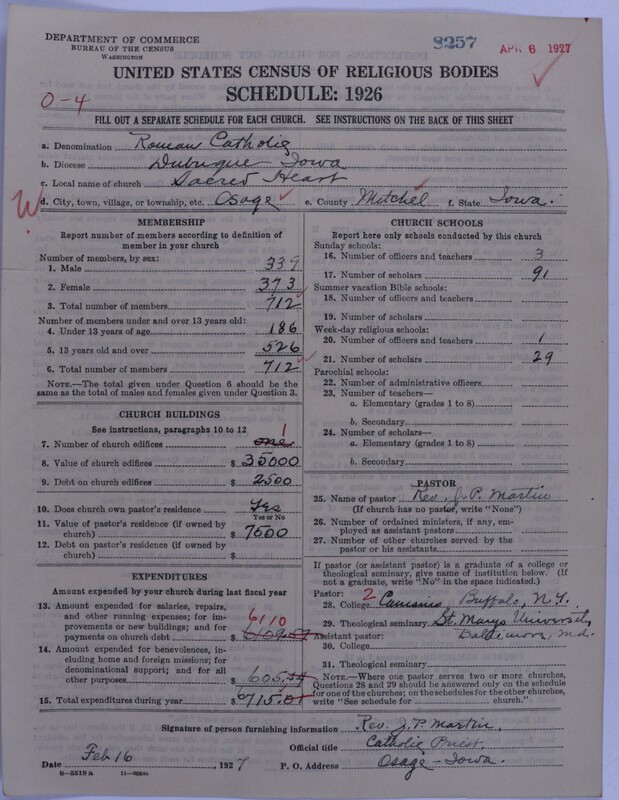 DEPARTMENT OF COMMERCE
BUREAU OF THE CENSUS
WASHINGTON
8257
APR 6 1927
UNITED STATES CENSUS OF RELIGIOUS BODIES
SCHEDULE: 1926
0-4
FILL OUT A SEPARATE SCHEDULE FOR EACH CHURCH. SEE INSTRUCTIONS ON THE BACK OF THIS SHEET
a. Denomination Roman Catholic
b. Diocese Dubuque - Iowa
c. Local name of church Sacred Heart
W. d. City, town, village, or township, etc. Osage e. County Mitchel f. State Iowa.
MEMBERSHIP
Report number of members according to definition of member in your church
Number of members, by sex:
1. Male 339
2. Female 373
3. Total number of members 712
Number of members under and over 13 years old:
4. Under 13 years of age 186
5. 13 years old and over 526
6. Total number of members 712
NOTE.—The total given under Question 6 should be the same as the total of males and females given under Question 3.
CHURCH BUILDINGS
See instructions, paragraphs 10 to 12
7. Number of church edifices one 1
8. Value of church edifices $ 35000
9. Debt on church edifices $ 2500
10. Does church own pastor's residence Yes
Yes or No
11. Value of pastor's residence (if owned by church) $ 7500
12. Debt on pastor's residence (if owned by church) $
EXPENDITURES
Amount expended by your church during last fiscal year
13. Amount expended for salaries, repairs, and other running expenses; for improvements or new buildings; and for payments on church debt $ 6110
14. Amount expended for benevolences, including home and foreign missions; for denominational support; and for all other purposes $
15. Total expenditures during year $
CHURCH SCHOOLS
Report here only schools conducted by this church
Sunday schools:
16. Number of officers and teachers 3
17. Number of scholars 91
Summer vacation Bible schools:
18. Number of officers and teachers
19. Number of scholars
Week-day religious schools:
20. Number of officers and teachers 1
21. Number of scholars 29
Parochial schools:
22. Number of administrative officers
23. Number of teachers—
a. Elementary (grades 1 to 8)
b. Secondary
24. Number of scholars—
a. Elementary (grades 1 to 8)
b. Secondary
PASTOR
25. Name of pastor Rev. J. P. Martin
(If church has no pastor, write "None")
26. Number of ordained ministers, if any, employed as assistant pastors
27. Number of other churches served by the pastor or his assistants
If pastor (or assistant pastor) is a graduate of a college or theological seminary, give name of institution below. (If not a graduate, write "No" in the space indicated.)
Pastor:
28. College 2 Canisius, Buffalo, N.Y.
29. Theological seminary St. Marys University, Baltimore, Md.
Assistant pastor:
30. College
31. Theological seminary
NOTE.—Where one pastor serves two or more churches, Questions 28 and 29 should be answered only on the schedule for one of the churches; on the schedules for the other churches, write "See schedule for church."
Signature of person furnishing information Rev. J. P. Martin,
Official title Catholic Priest.
Date Feb 16, 1927 P. O. Address Osage - Iowa.
8-5518 a